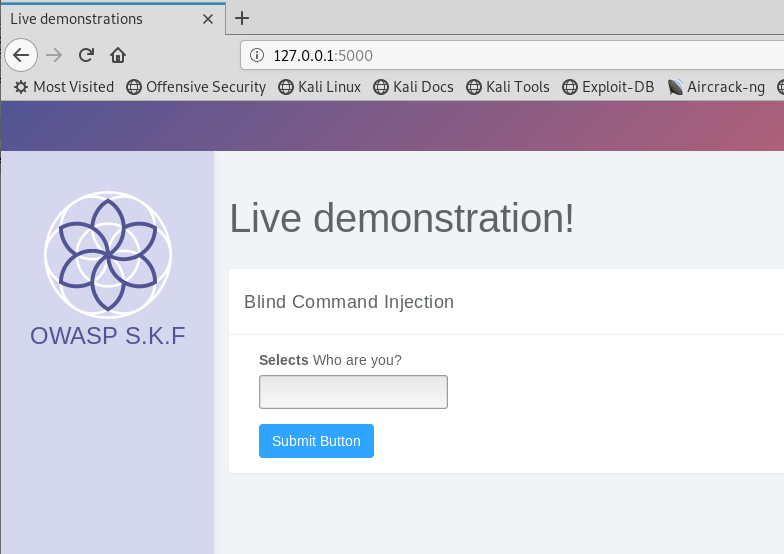 Live demonstrations
127.0.0.1:5000
Most Visited Offensive Security Kali Linux Kali Docs Kali Tools Exploit-DB Aircrack-ng
OWASP S.K.F
Live demonstration!
Blind Command Injection
Selects Who are you?
Submit Button